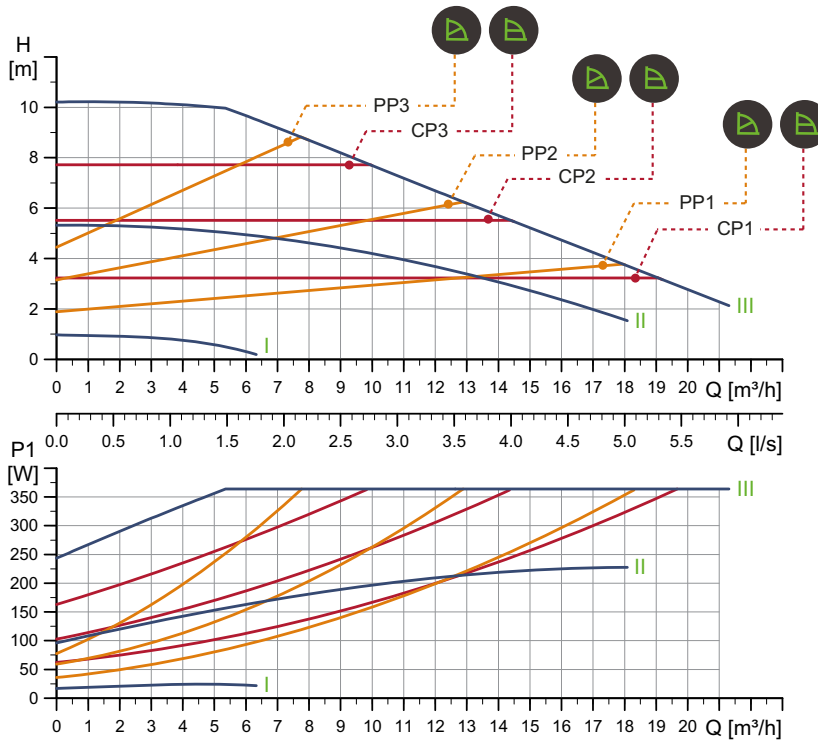 H
[m]
10
8
6
4
2
0
PP3
CP3
PP2
CP2
PP1
CP1
III
II
I
0 1 2 3 4 5 6 7 8 9 10 11 12 13 14 15 16 17 18 19 20 Q [m³/h]
0.0 0.5 1.0 1.5 2.0 2.5 3.0 3.5 4.0 4.5 5.0 5.5 Q [l/s]
P1
[W]
350
300
250
200
150
100
50
0
III
II
I
0 1 2 3 4 5 6 7 8 9 10 11 12 13 14 15 16 17 18 19 20 Q [m³/h]